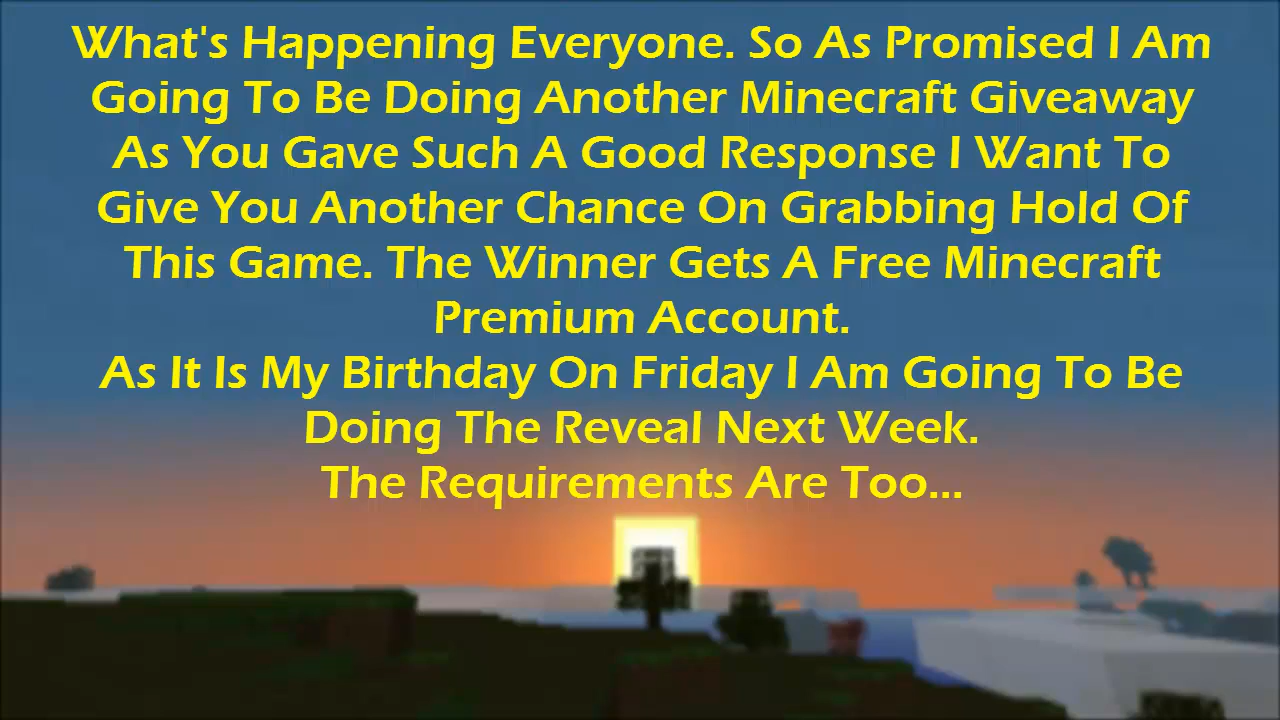 What's Happening Everyone. So As Promised I Am
Going To Be Doing Another Minecraft Giveaway
As You Gave Such A Good Response I Want To
Give You Another Chance On Grabbing Hold Of
This Game. The Winner Gets A Free Minecraft
Premium Account.
As It Is My Birthday On Friday I Am Going To Be
Doing The Reveal Next Week.
The Requirements Are Too...